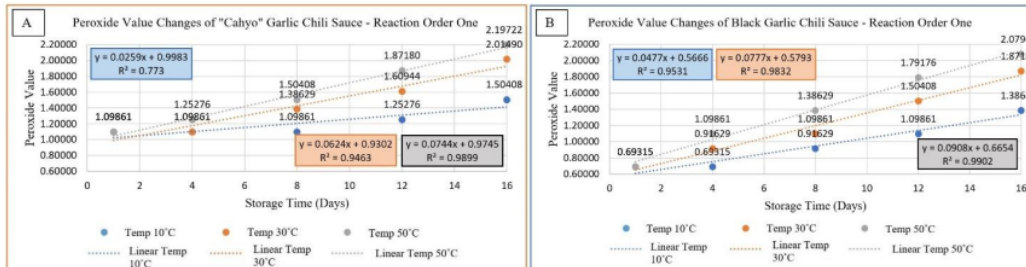 A
Peroxide Value Changes of "Cahyo" Garlic Chili Sauce - Reaction Order One
Peroxide Value
2.20000
2.00000
1.80000
1.60000
1.40000
1.20000
1.00000
0.80000
0.60000
y = 0.0259x + 0.9983
R² = 0.773
1.09861
1.25276
1.09861
1.50408
1.38629
1.09861
1.87180
1.60944
1.25276
2.19722
2.01490
1.50408
y = 0.0624x + 0.9302
R² = 0.9463
y = 0.0744x + 0.9745
R² = 0.9899
0 2 4 6 8 10 12 14 16
Storage Time (Days)
Temp 10˚C Temp 30˚C Temp 50˚C
Linear Temp 10˚C
Linear Temp 30˚C
Linear Temp 50˚C
B
Peroxide Value Changes of Black Garlic Chili Sauce - Reaction Order One
Peroxide Value
2.20000
2.00000
1.80000
1.60000
1.40000
1.20000
1.00000
0.80000
0.60000
y = 0.0477x + 0.5666
R² = 0.9531
y = 0.0777x + 0.5793
R² = 0.9832
0.69315
1.09861
0.91629
0.69315
1.38629
1.09861
0.91629
1.79176
1.50408
1.09861
2.0794
1.8718
1.3862
y = 0.0908x + 0.6654
R² = 0.9902
0 2 4 6 8 10 12 14 16
Storage Time (Days)
Temp 10˚C Temp 30˚C Temp 50˚C
Linear Temp 10˚C
Linear Temp 30˚C
Linear Temp 50˚C